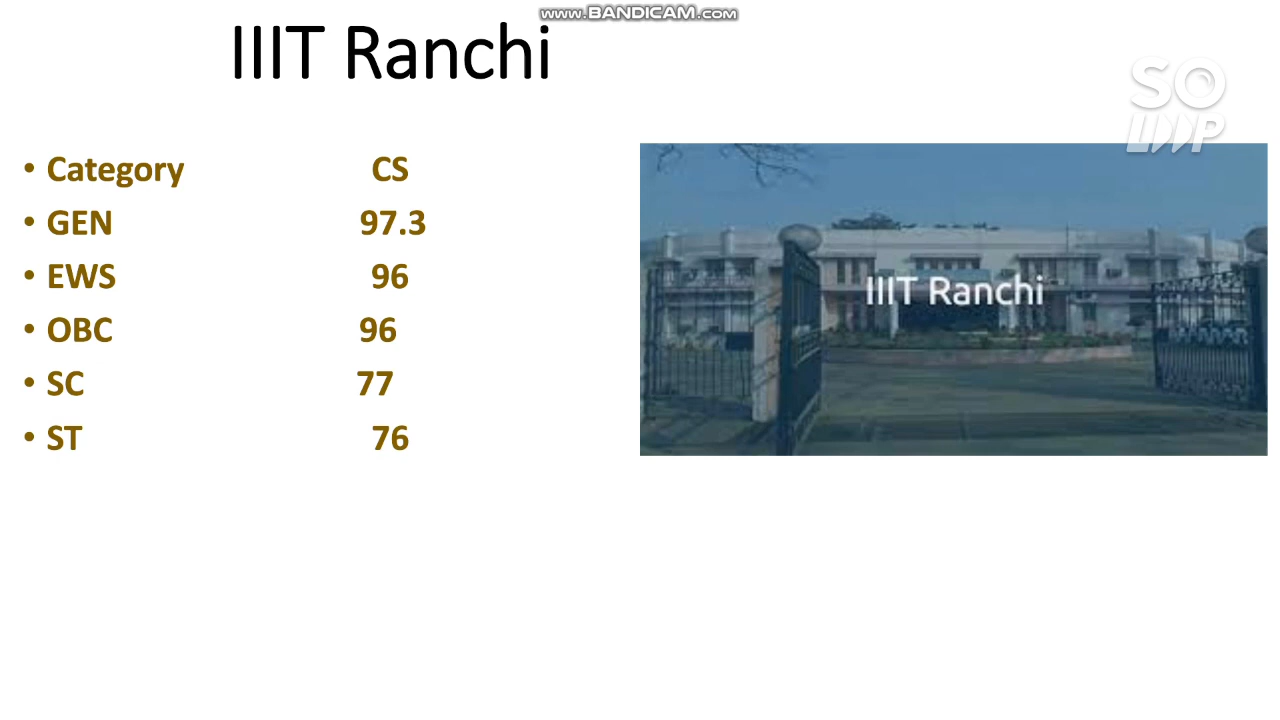 www.BANDICAM.com
IIIT Ranchi
SO
• Category CS
• GEN 97.3
• EWS 96
• OBC 96
• SC 77
• ST 76
IIIT Ranchi